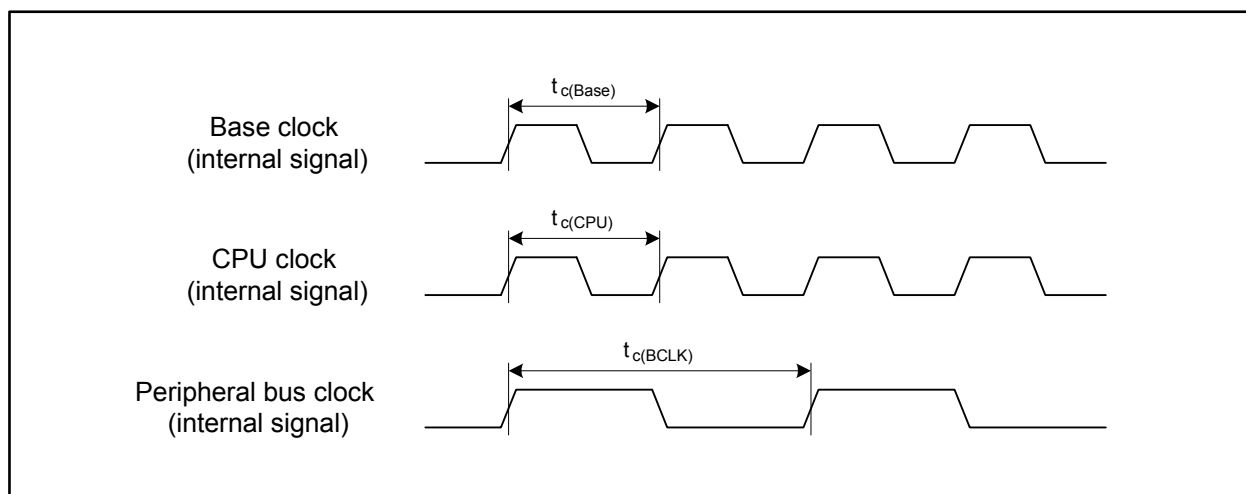 t c(Base)
Base clock
(internal signal)
t c(CPU)
CPU clock
(internal signal)
t c(BCLK)
Peripheral bus clock
(internal signal)